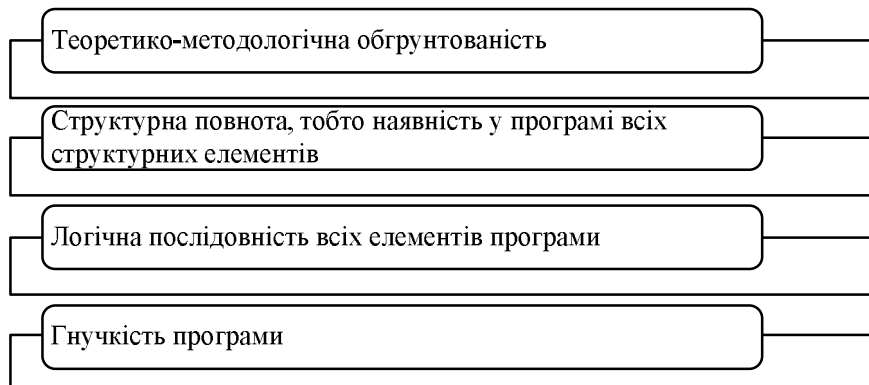 Теоретико-методологічна обгрунтованість
Структурна повнота, тобто наявність у програмі всіх
структурних елементів
Логічна послідовність всіх елементів програми
Гнучкість програми